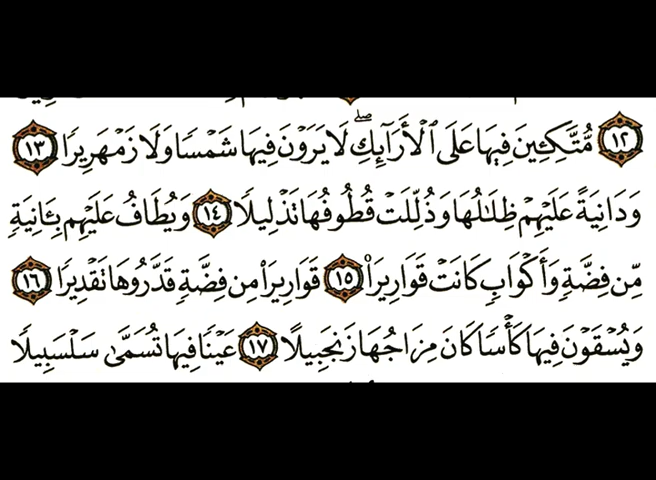 ﴿١٢﴾ مُّتَّكِـِٔينَ فِيهَا عَلَى ٱلۡأَرَآئِكِۖ لَا يَرَوۡنَ فِيهَا شَمۡسٗا وَلَا زَمۡهَرِيرٗا ﴿١٣﴾
وَدَانِيَةً عَلَيۡهِمۡ ظِلَٰلُهَا وَذُلِّلَتۡ قُطُوفُهَا تَذۡلِيلٗا ﴿١٤﴾ وَيُطَافُ عَلَيۡهِم بِـَٔانِيَةٖ
مِّن فِضَّةٖ وَأَكۡوَابٖ كَانَتۡ قَوَارِيرَا۠ ﴿١٥﴾ قَوَارِيرَاْ مِن فِضَّةٖ قَدَّرُوهَا تَقۡدِيرٗا ﴿١٦﴾
وَيُسۡقَوۡنَ فِيهَا كَأۡسٗا كَانَ مِزَاجُهَا زَنجَبِيلًا ﴿١٧﴾ عَيۡنٗا فِيهَا تُسَمَّىٰ سَلۡسَبِيلٗا